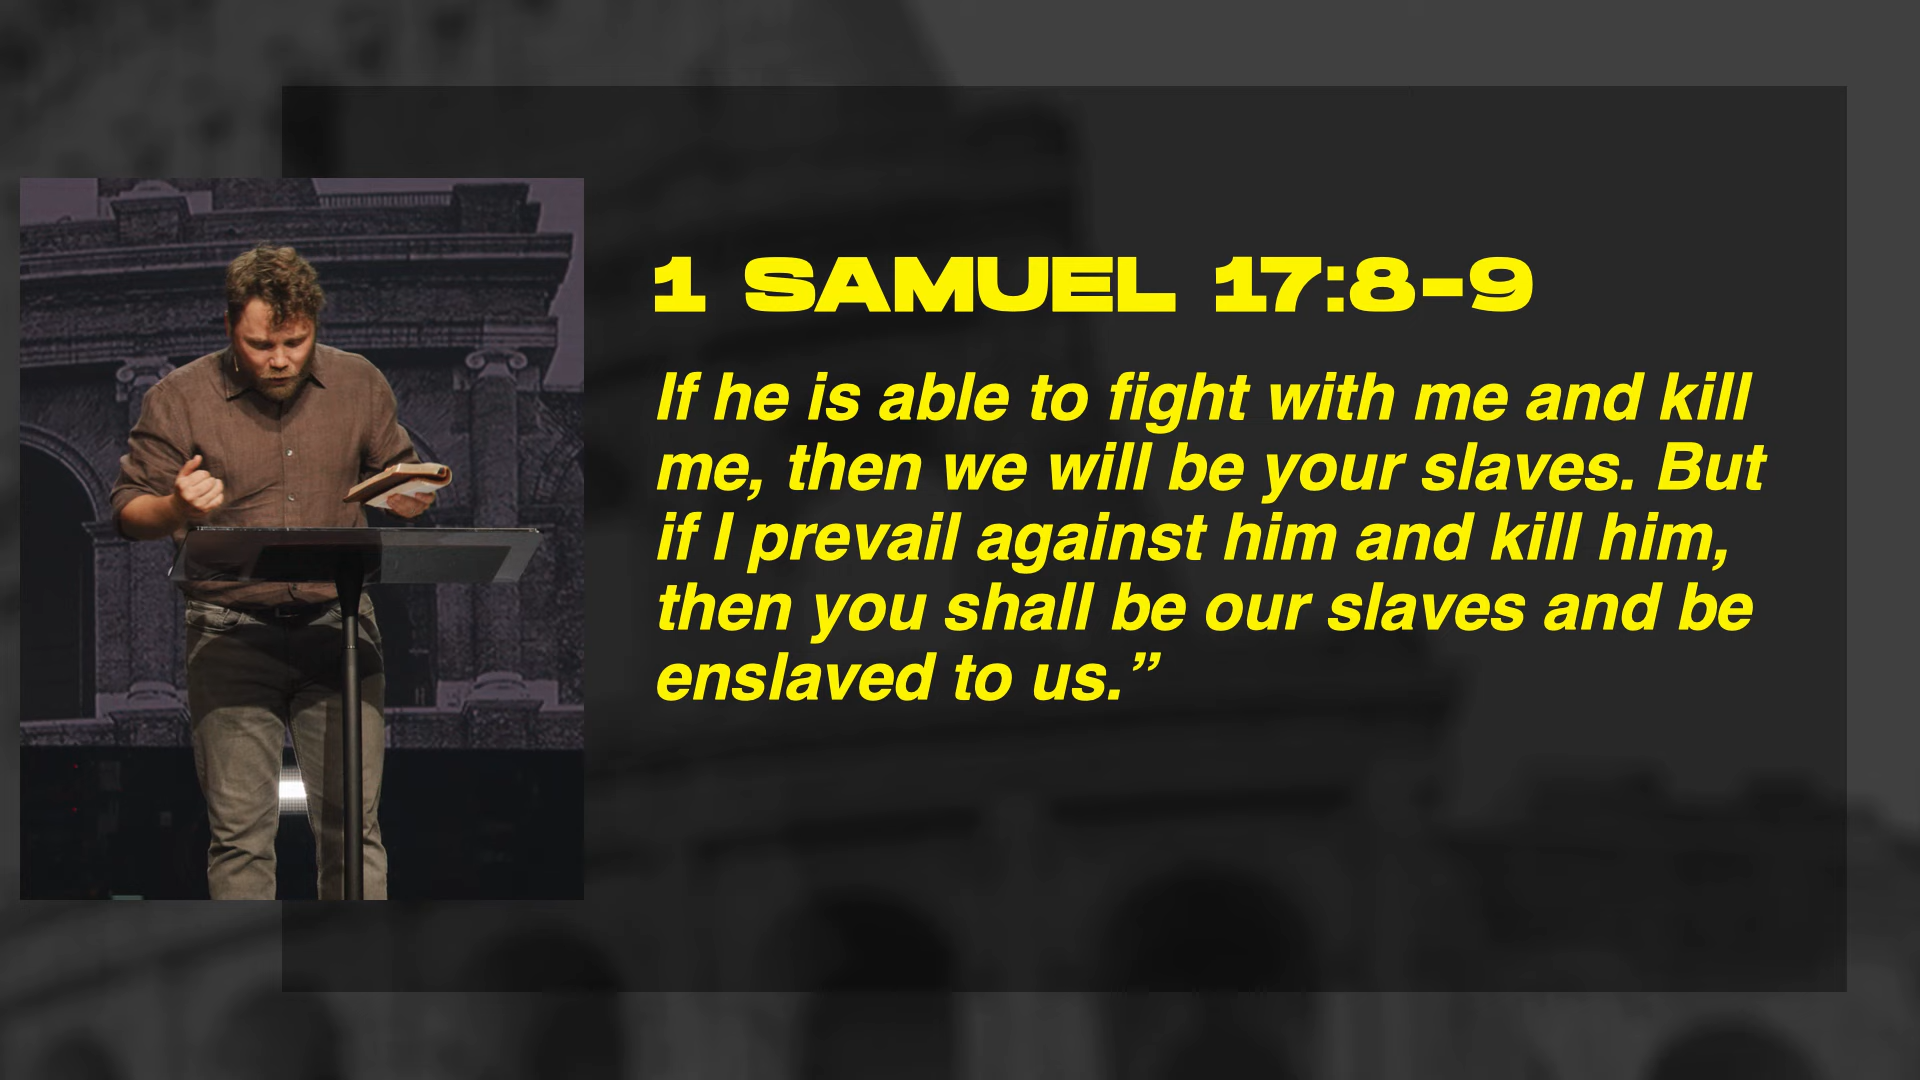 1 SAMUEL 17:8-9
If he is able to fight with me and kill
me, then we will be your slaves. But
if I prevail against him and kill him,
then you shall be our slaves and be
enslaved to us.”